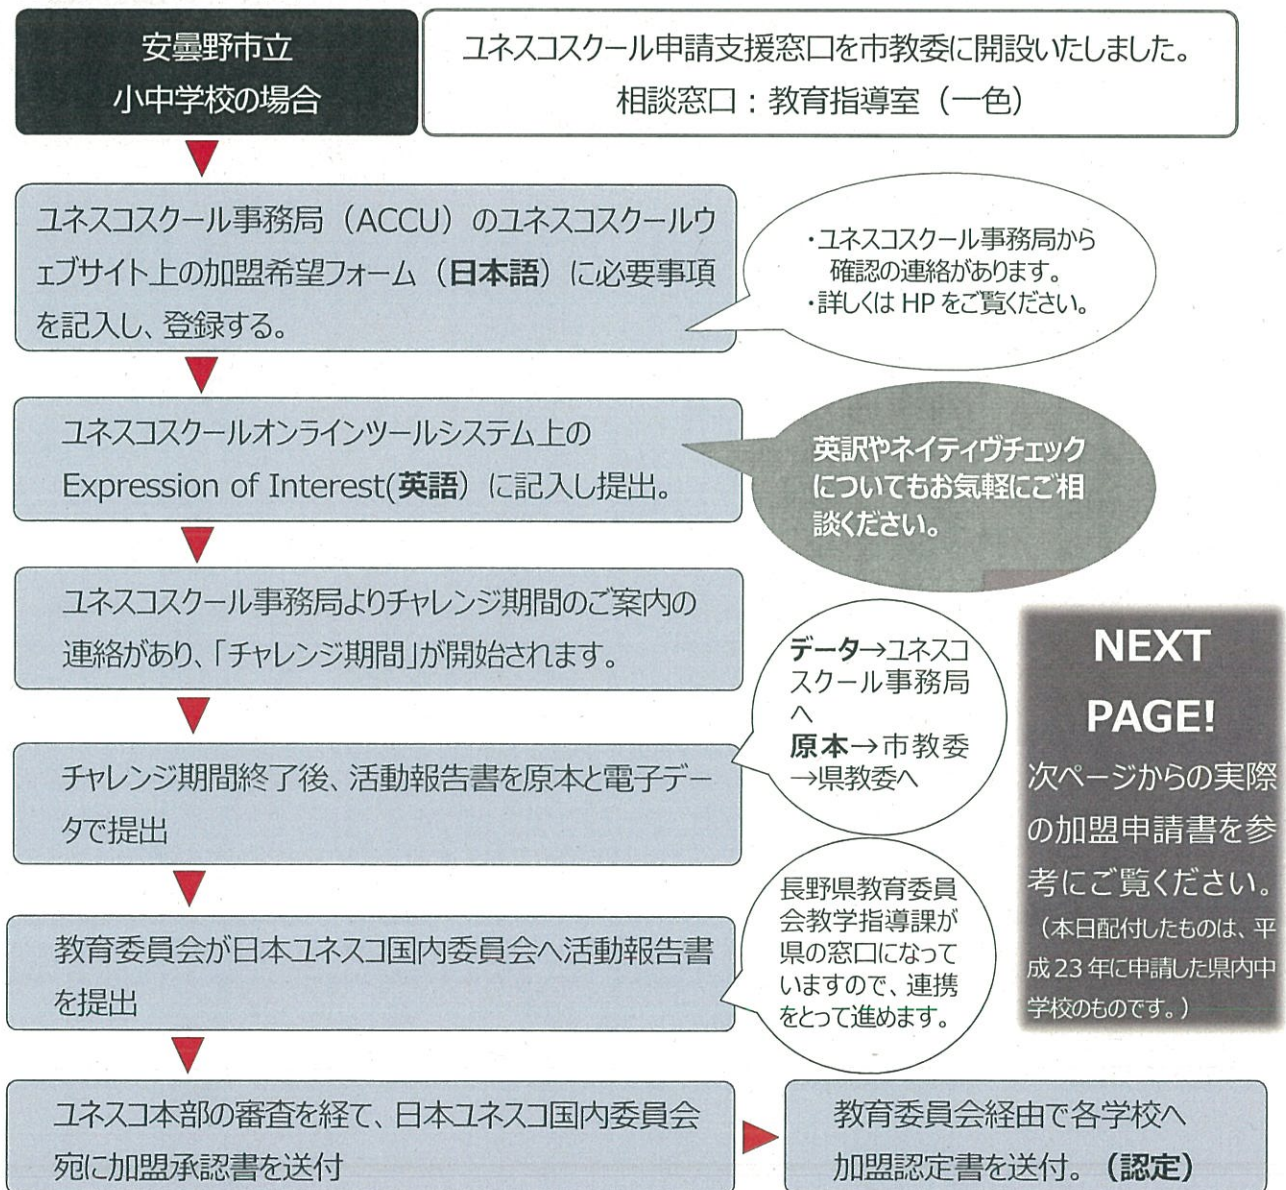 安曇野市立
小中学校の場合
ユネスコスクール申請支援窓口を市教委に開設いたしました。
相談窓口：教育指導室（一色）
ユネスコスクール事務局（ACCU）のユネスコスクールウ
ェブサイト上の加盟希望フォーム（日本語）に必要事項
を記入し、登録する。
・ユネスコスクール事務局から
確認の連絡があります。
・詳しくは HP をご覧ください。
ユネスコスクールオンラインツールシステム上の
Expression of Interest(英語）に記入し提出。
英訳やネイティヴチェック
についてもお気軽にご相
談ください。
ユネスコスクール事務局よりチャレンジ期間のご案内の
連絡があり、「チャレンジ期間」が開始されます。
チャレンジ期間終了後、活動報告書を原本と電子デー
タで提出
データ→ユネスコ
スクール事務局
へ
原本→市教委
→県教委へ
教育委員会が日本ユネスコ国内委員会へ活動報告書
を提出
長野県教育委員
会教学指導課が
県の窓口になって
いますので、連携
をとって進めます。
NEXT
PAGE!
次ページからの実際
の加盟申請書を参
考にご覧ください。
（本日配付したものは、平
成 23 年に申請した県内中
学校のものです。）
ユネスコ本部の審査を経て、日本ユネスコ国内委員会
宛に加盟承認書を送付
教育委員会経由で各学校へ
加盟認定書を送付。（認定）